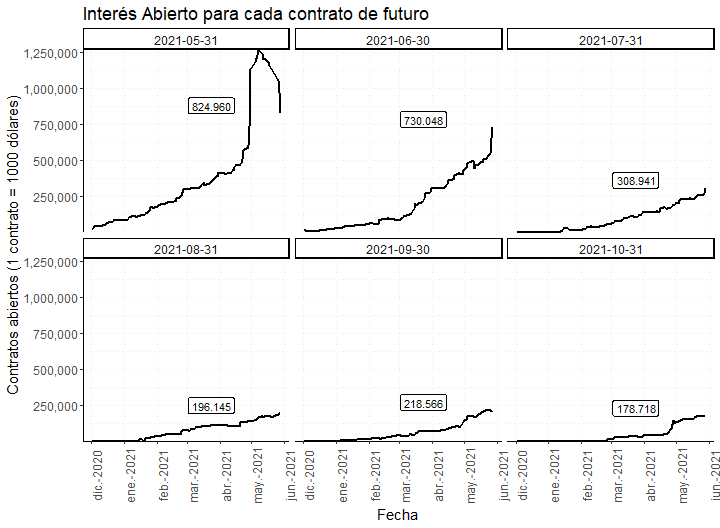 Interés Abierto para cada contrato de futuro
2021-05-31
2021-06-30
2021-07-31
1,250,000
1,000,000
750,000
500,000
250,000
824.960
730.048
308.941
2021-08-31
2021-09-30
2021-10-31
1,250,000
1,000,000
750,000
500,000
250,000
196.145
218.566
178.718
dic.-2020
ene.-2021
feb.-2021
mar.-2021
abr.-2021
may.-2021
jun.-2021
dic.-2020
ene.-2021
feb.-2021
mar.-2021
abr.-2021
may.-2021
jun.-2021
dic.-2020
ene.-2021
feb.-2021
mar.-2021
abr.-2021
may.-2021
jun.-2021
Fecha
Contratos abiertos (1 contrato = 1000 dólares)